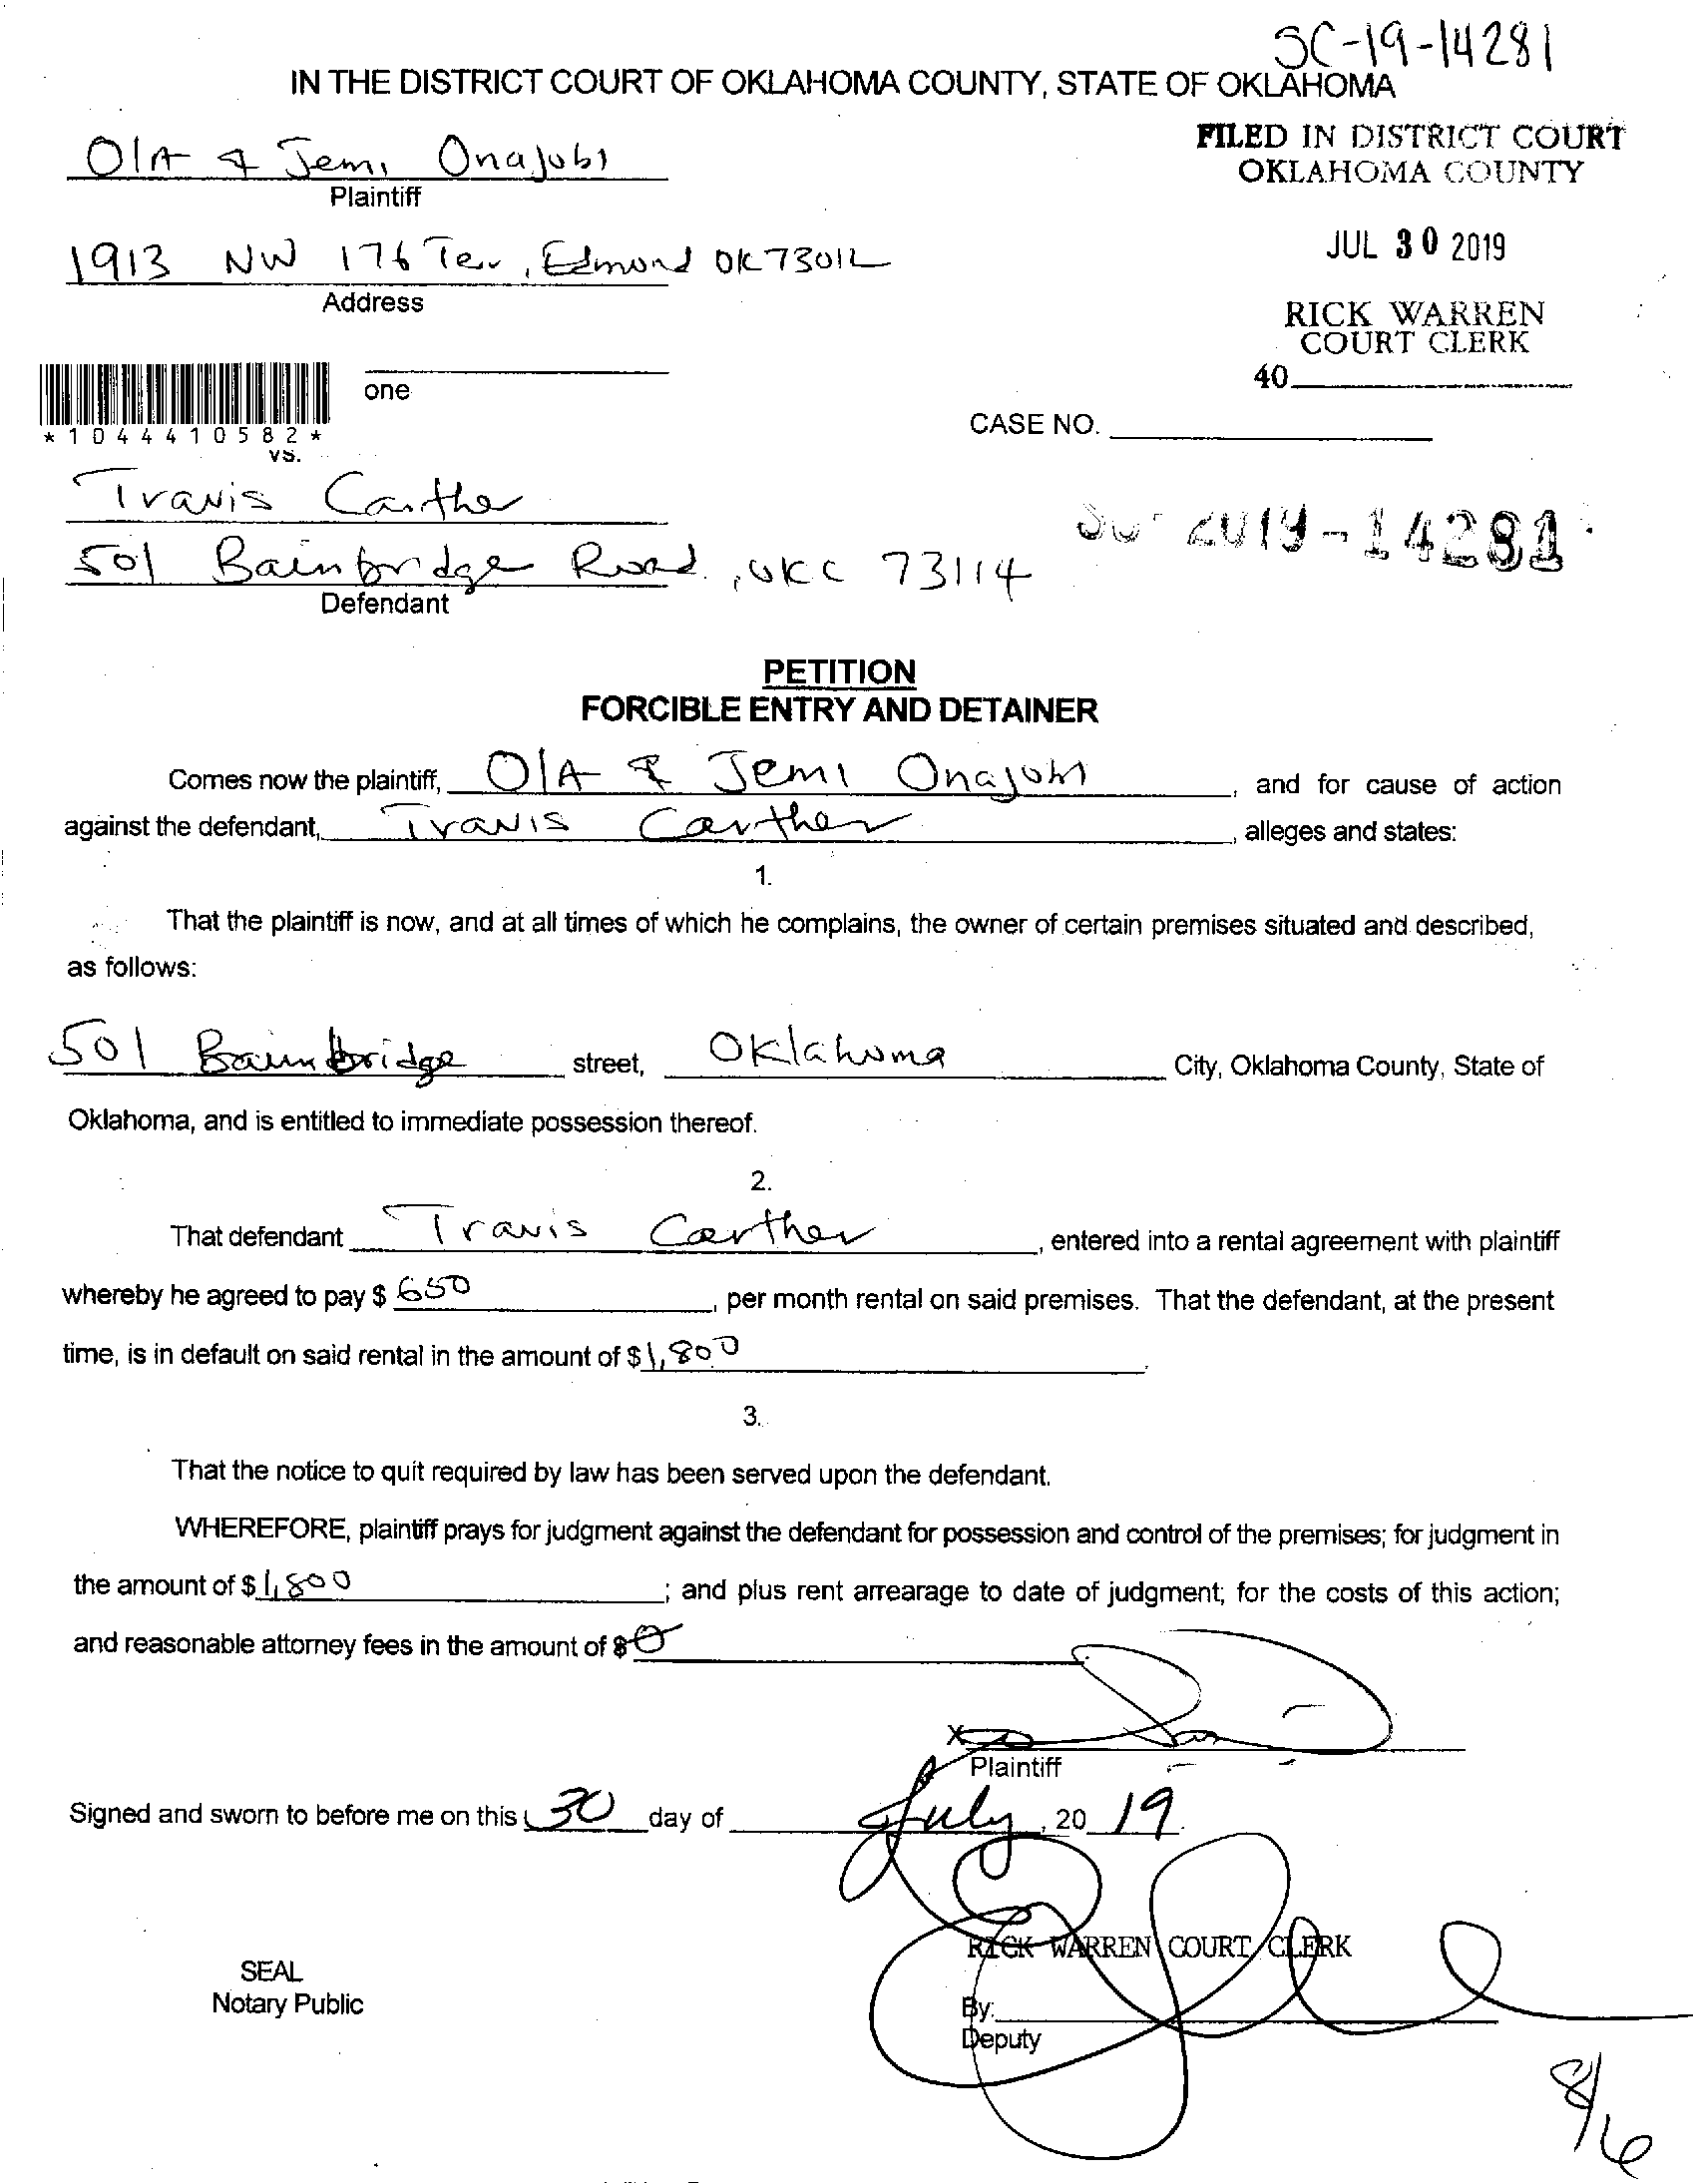 SC-19-14281
IN THE DISTRICT COURT OF OKLAHOMA COUNTY, STATE OF OKLAHOMA
OlA & Jemi Onajobi
Plaintiff
FILED IN DISTRICT COURT
OKLAHOMA COUNTY
1913 NW 176 Ter, Edmond OK 73012
Address
JUL 30 2019
RICK WARREN
COURT CLERK
40
one
*1044410582*
CASE NO.
vs.
Travis Carther
2019-14281
501 Bainbridge Road, OKC 73114
Defendant
PETITION
FORCIBLE ENTRY AND DETAINER
Comes now the plaintiff, OlA & Jemi Onajobi, and for cause of action
against the defendant, Travis Carther, alleges and states:
1.
That the plaintiff is now, and at all times of which he complains, the owner of certain premises situated and described,
as follows:
501 Bainbridge street, Oklahoma City, Oklahoma County, State of
Oklahoma, and is entitled to immediate possession thereof.
2.
That defendant Travis Carther, entered into a rental agreement with plaintiff
whereby he agreed to pay $ 650, per month rental on said premises. That the defendant, at the present
time, is in default on said rental in the amount of $1,800.
3.
That the notice to quit required by law has been served upon the defendant.
WHEREFORE, plaintiff prays for judgment against the defendant for possession and control of the premises; for judgment in
the amount of $1,800; and plus rent arrearage to date of judgment; for the costs of this action;
and reasonable attorney fees in the amount of $0
X
Plaintiff
Signed and sworn to before me on this 30 day of July, 2019.
RICK WARREN COURT CLERK
SEAL
Notary Public
By:
Deputy
8/6